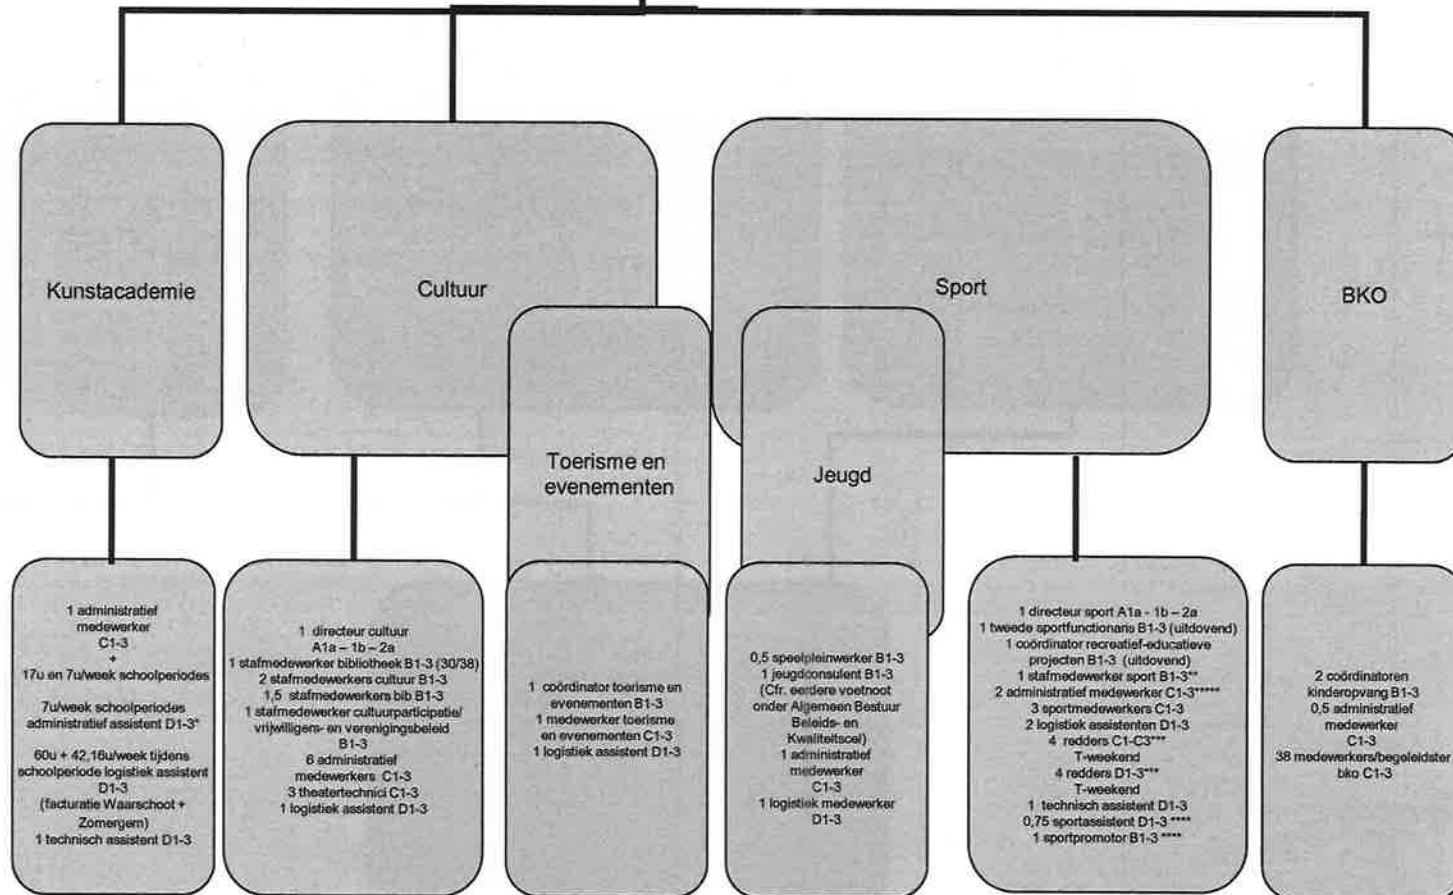 Kunstacademie
Cultuur
Sport
BKO
Toerisme en
evenementen
Jeugd
1 administratief
medewerker
C1-3
+
17u en 7u/week schoolperiodes
7u/week schoolperiodes
administratief assistent D1-3*
60u + 42,16u/week tijdens
schoolperiode logistiek assistent
D1-3
(facturatie Waarschoot +
Zomergem)
1 technisch assistent D1-3
1 directeur cultuur
A1a – 1b – 2a
1 stafmedewerker bibliotheek B1-3 (30/38)
2 stafmedewerkers cultuur B1-3
1,5 stafmedewerkers bib B1-3
1 stafmedewerker cultuurparticipatie/
vrijwilligers- en verenigingsbeleid
B1-3
6 administratief
medewerkers C1-3
3 theatertechnici C1-3
1 logistiek assistent D1-3
1 coördinator toerisme en
evenementen B1-3
1 medewerker toerisme
en evenementen C1-3
1 logistiek assistent D1-3
0,5 speelpleinwerker B1-3
1 jeugdconsulent B1-3
(Cfr. eerdere voetnoot
onder Algemeen Bestuur
Beleids- en
Kwaliteitscel)
1 administratief
medewerker
C1-3
1 logistiek medewerker
D1-3
1 directeur sport A1a - 1b – 2a
1 tweede sportfunctionaris B1-3 (uitdovend)
1 coördinator recreatief-educatieve
projecten B1-3 (uitdovend)
1 stafmedewerker sport B1-3**
2 administratief medewerker C1-3*****
3 sportmedewerkers C1-3
2 logistiek assistenten D1-3
4 redders C1-C3***
T-weekend
4 redders D1-3***
T-weekend
1 technisch assistent D1-3
0,75 sportassistent D1-3 ****
1 sportpromotor B1-3 ****
2 coördinatoren
kinderopvang B1-3
0,5 administratief
medewerker
C1-3
38 medewerkers/begeleidster
bko C1-3